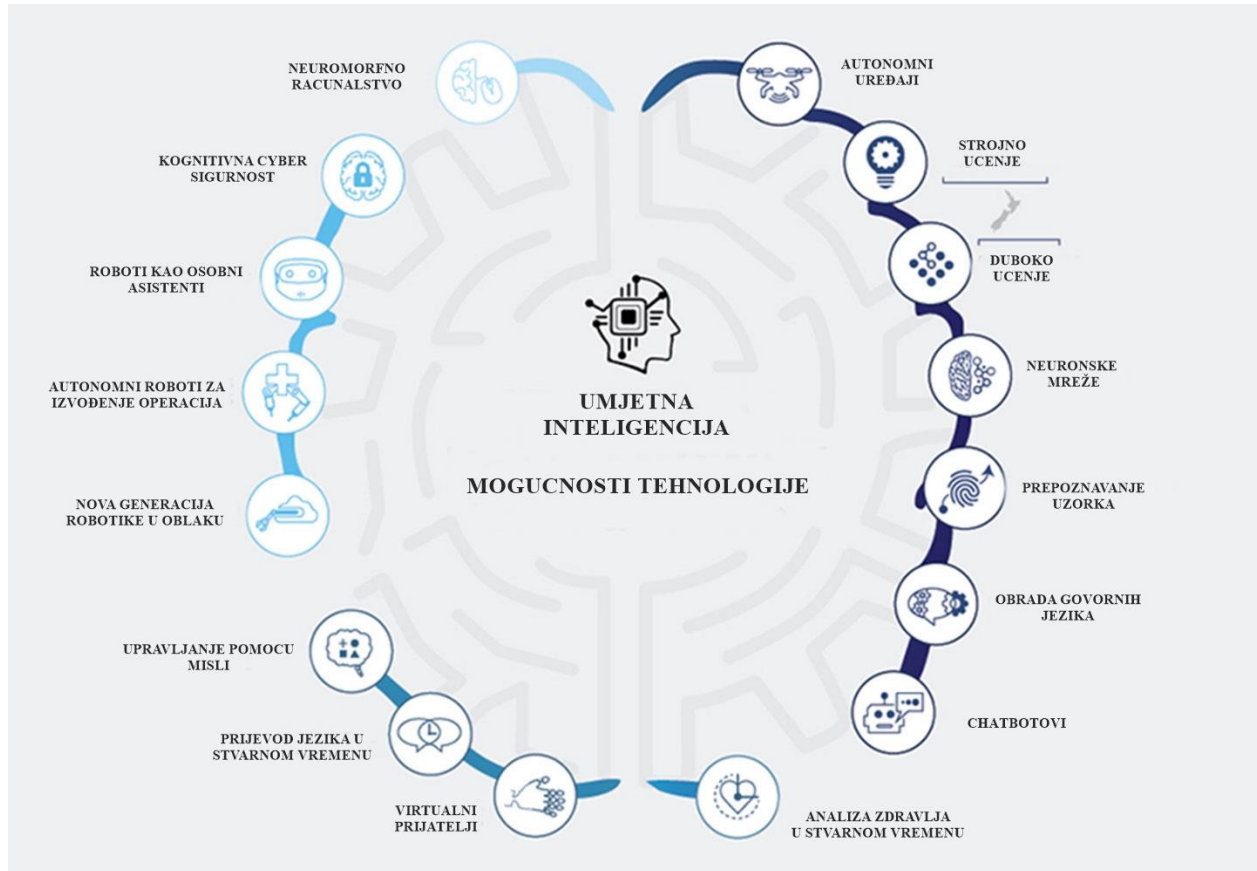 NEUROMORFNO
RACUNALSTVO
KOGNITIVNA CYBER
SIGURNOST
ROBOTI KAO OSOBNI
ASISTENTI
AUTONOMNI ROBOTI ZA
IZVOĐENJE OPERACIJA
NOVA GENERACIJA
ROBOTIKE U OBLAKU
UPRAVLJANJE POMOCU
MISLI
PRIJEVOD JEZIKA U
STVARNOM VREMENU
VIRTUALNI
PRIJATELJI
UMJETNA
INTELIGENCIJA
MOGUCNOSTI TEHNOLOGIJE
AUTONOMNI
UREĐAJI
STROJNO
UCENJE
DUBOKO
UCENJE
NEURONSKE
MREŽE
PREPOZNAVANJE
UZORKA
OBRADA GOVORNIH
JEZIKA
CHATBOTOVI
ANALIZA ZDRAVLJA
U STVARNOM VREMENU